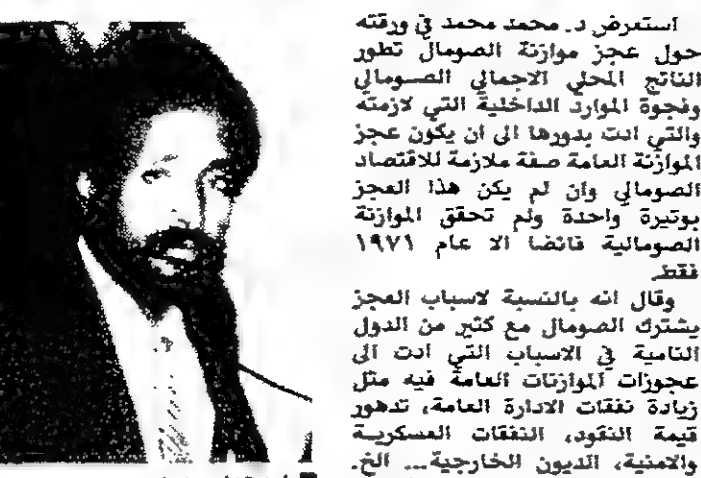 استعرض د. محمد محمد في ورقته
حول عجز موازنة الصومال تطور
الناتج المحلي الاجمالي الصومالي
وفجوة الموارد الداخلية التي لازمته
والتي ادت بدورها الى ان يكون عجز
الموازنة العامة صفة ملازمة للاقتصاد
الصومالي وان لم يكن هذا العجز
بوتيرة واحدة ولم تحقق الموازنة
الصومالية فائضا الا عام ١٩٧١
فقط.
وقال انه بالنسبة لاسباب العجز
يشترك الصومال مع كثير من الدول
النامية في الاسباب التي ادت الى
عجوزات الموازنات العامة فيه مثل
زيادة نفقات الادارة العامة، تدهور
قيمة النقود، النفقات العسكرية
والامنية، الديون الخارجية... الخ.